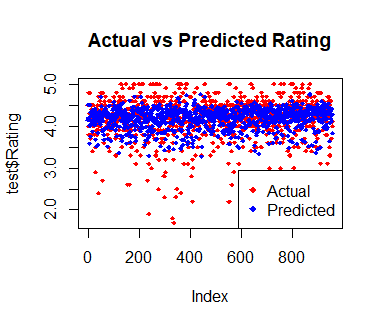 Actual vs Predicted Rating
5.0
4.0
3.0
2.0
test$Rating
Actual
Predicted
0 200 400 600 800
Index